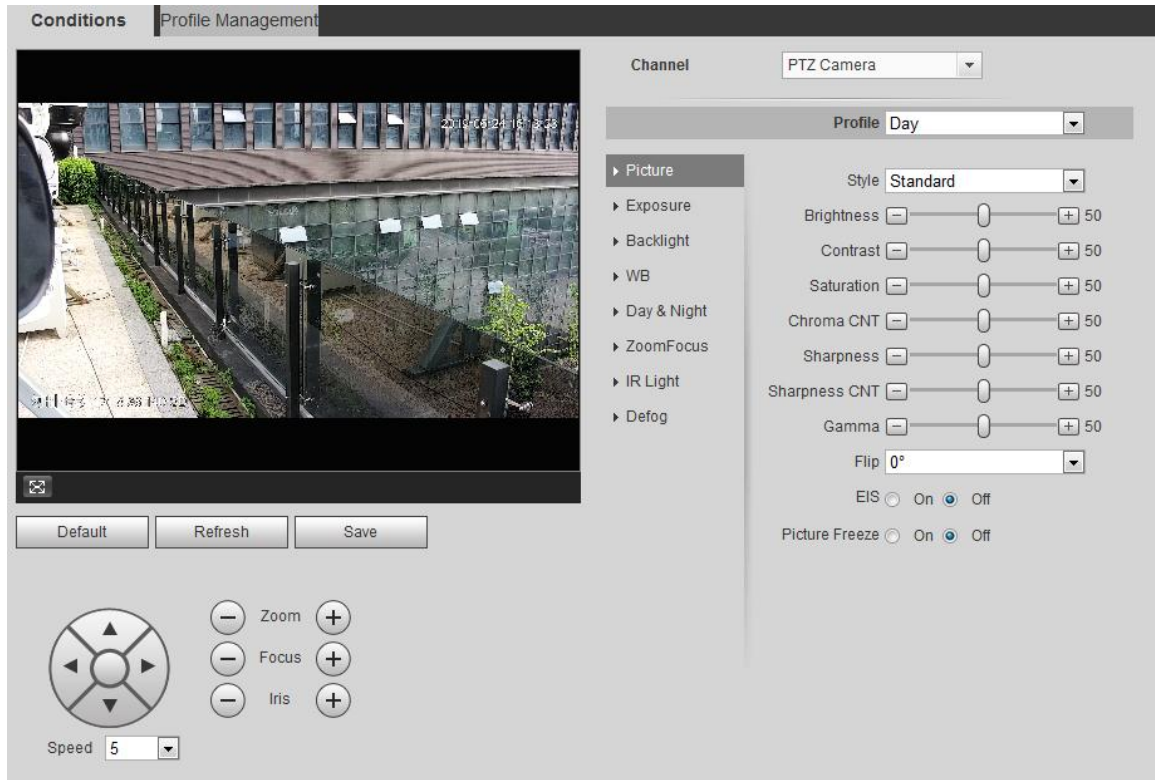 Conditions
Profile Management
Channel PTZ Camera
Profile Day
Picture
Exposure
Backlight
WB
Day & Night
ZoomFocus
IR Light
Defog
Style Standard
Brightness 50
Contrast 50
Saturation 50
Chroma CNT 50
Sharpness 50
Sharpness CNT 50
Gamma 50
Flip 0°
EIS On Off
Picture Freeze On Off
Default Refresh Save
Zoom
Focus
Iris
Speed 5